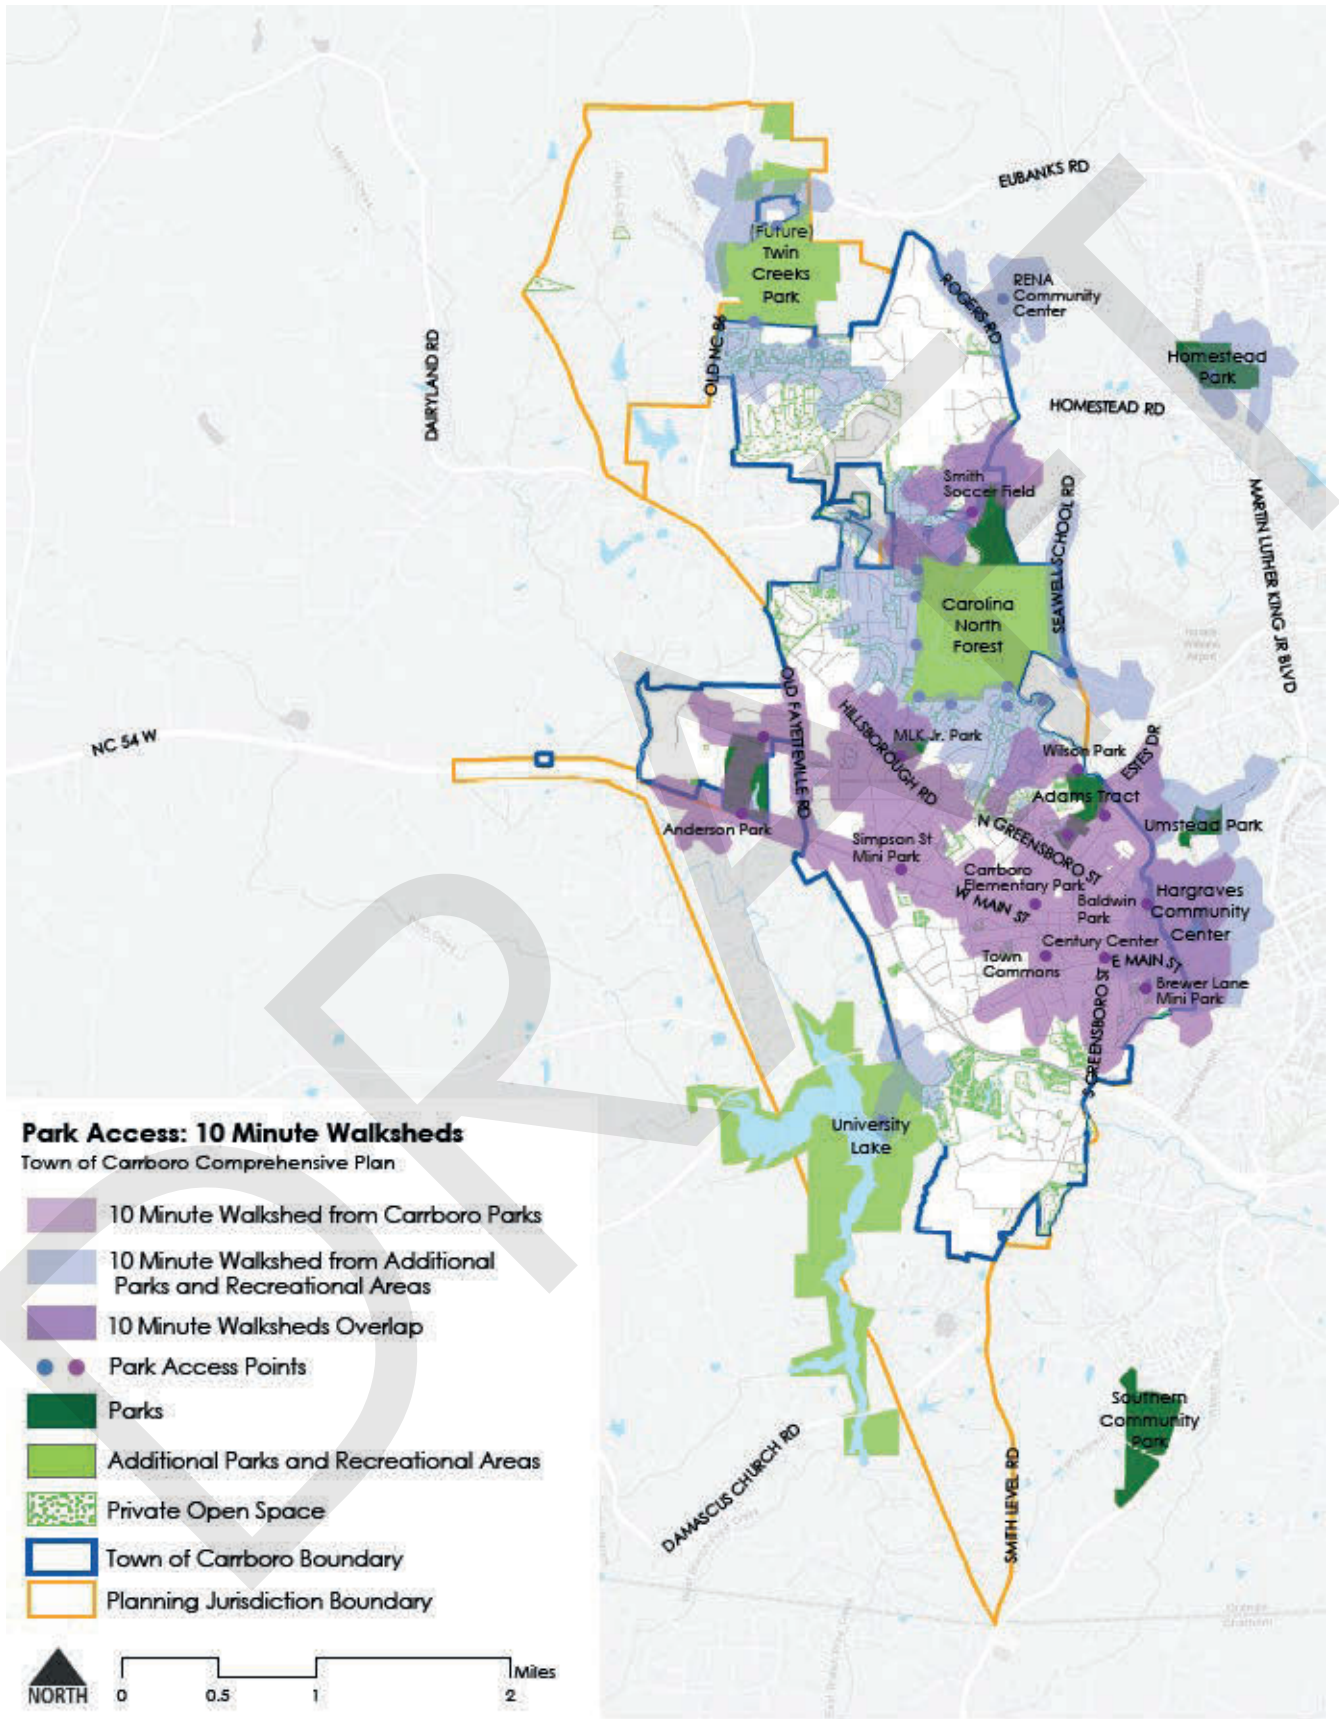 EUBANKS RD
(Future)
Twin
Creeks
Park
ROGERS RD
RENA
Community
Center
OLD NC 86
DAIRYLAND RD
Homestead
Park
HOMESTEAD RD
Smith
Soccer Field
SEAWELL SCHOOL RD
MARTIN LUTHER KING JR BLVD
Carolina
North
Forest
OLD FAYETTEVILLE RD
HILLSBOROUGH RD
MLK Jr. Park
NC 54 W
Wilson Park
ESTES DR
Adams Tract
Anderson Park
Simpson St
Mini Park
N GREENSBORO ST
Umstead Park
Carrboro
Elementary Park
W MAIN ST
Baldwin
Park
Hargraves
Community
Center
Century Center
Town
Commons
E MAIN ST
Brewer Lane
Mini Park
S GREENSBORO ST
University
Lake
Southern
Community
Park
DAMASCUS CHURCH RD
SMITH LEVEL RD
DRAFT
Park Access: 10 Minute Walksheds
Town of Carrboro Comprehensive Plan
10 Minute Walkshed from Carrboro Parks
10 Minute Walkshed from Additional
Parks and Recreational Areas
10 Minute Walksheds Overlap
Park Access Points
Parks
Additional Parks and Recreational Areas
Private Open Space
Town of Carrboro Boundary
Planning Jurisdiction Boundary
NORTH
Miles
0 0.5 1 2